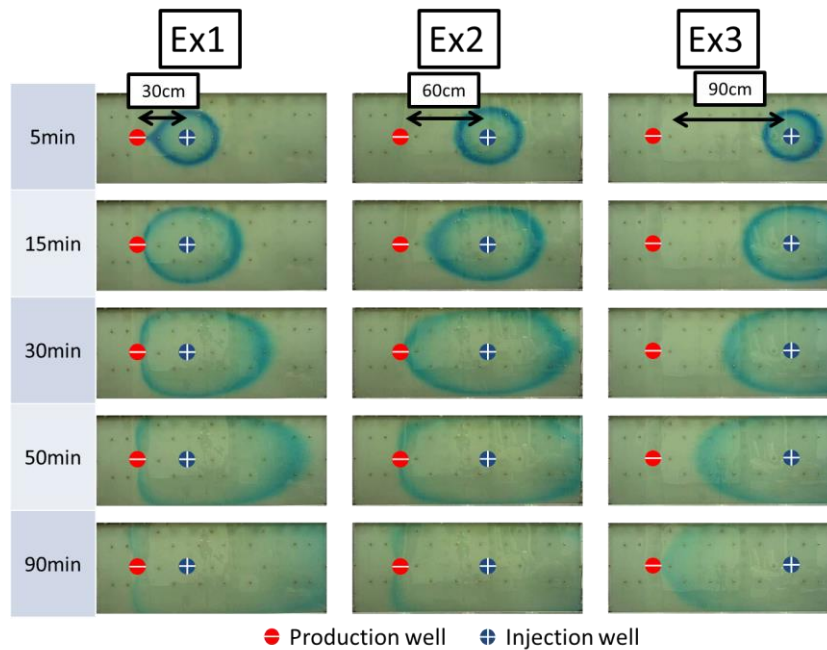 Ex1 Ex2 Ex3
30cm 60cm 90cm
5min
15min
30min
50min
90min
Production well Injection well